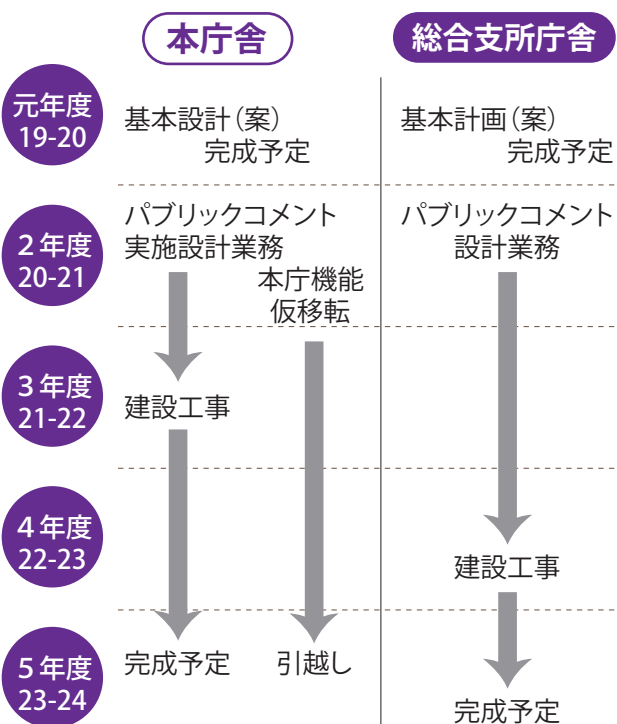 本庁舎
総合支所庁舎
元年度
19-20
基本設計(案)
完成予定
基本計画(案)
完成予定
2年度
20-21
パブリックコメント
実施設計業務
本庁機能
仮移転
パブリックコメント
設計業務
3年度
21-22
建設工事
4年度
22-23
建設工事
5年度
23-24
完成予定
引越し
完成予定